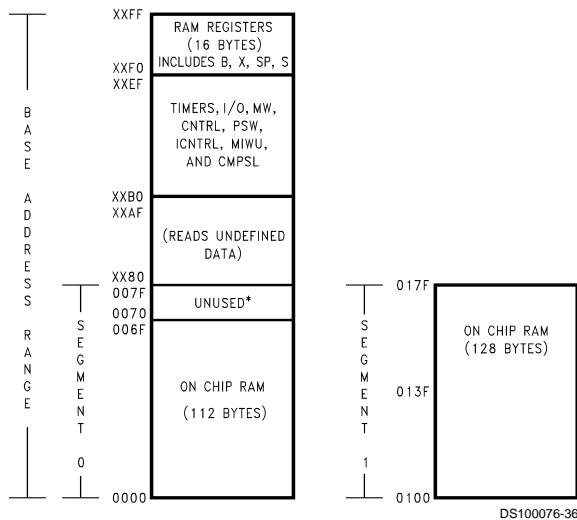 XXFF
RAM REGISTERS
(16 BYTES)
INCLUDES B, X, SP, S
XXF0
XXEF
TIMERS, I/O, MW,
CNTRL, PSW,
ICNTRL, MIWU,
AND CMPSL
XXB0
XXAF
(READS UNDEFINED
DATA)
XX80
007F
UNUSED*
0070
006F
ON CHIP RAM
(112 BYTES)
0000
BASE ADDRESS RANGE
SEGMENT 0
SEGMENT 1
017F
ON CHIP RAM
(128 BYTES)
013F
0100
DS100076-36